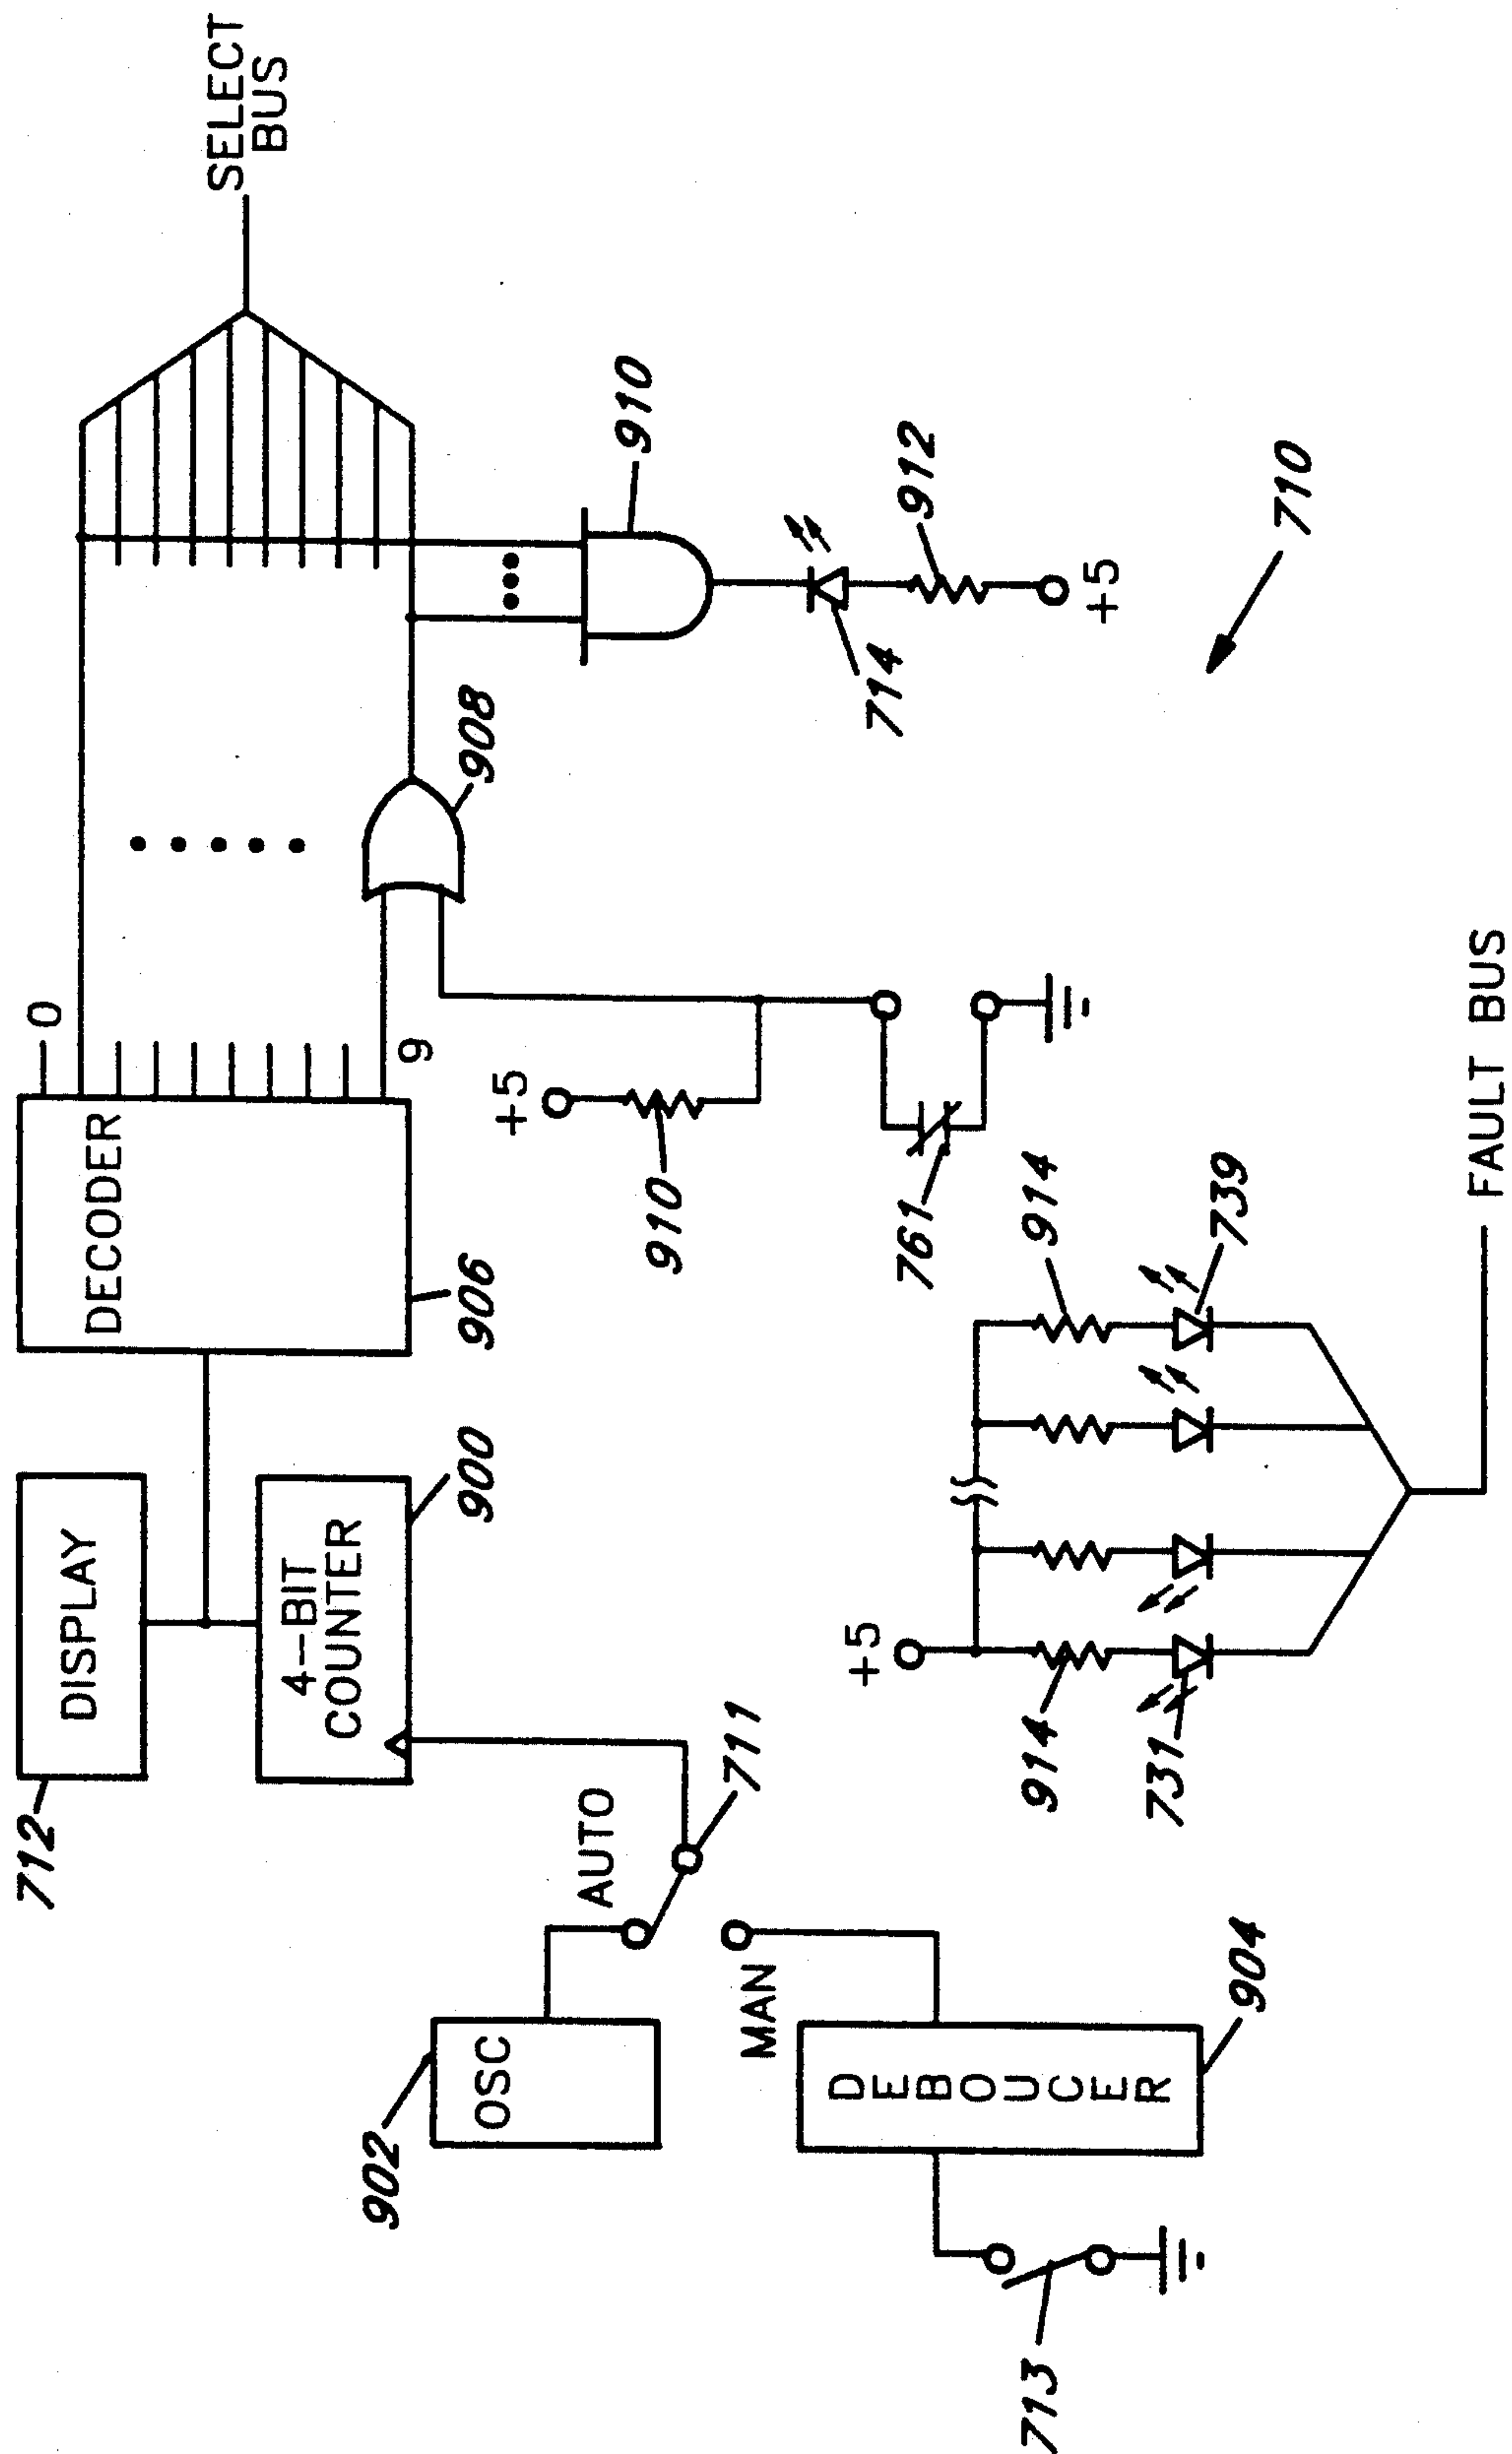 SELECT
BUS
712
DISPLAY
4-BIT
COUNTER
900
DECODER
906
0
9
908
910
912
+5
714
710
+5
910
761
902
OSC
AUTO
711
MAN
DEBOUCER
904
713
+5
914
731
914
739
FAULT BUS